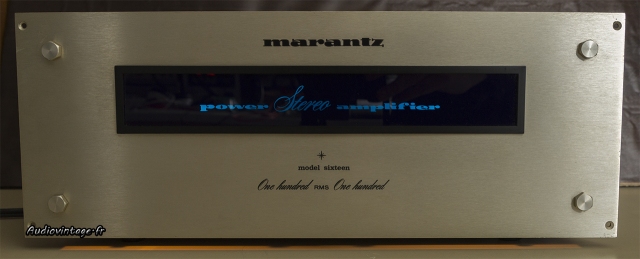 marantz
power Stereo amplifier
model sixteen
One hundred RMS One hundred
Audiovintage.fr